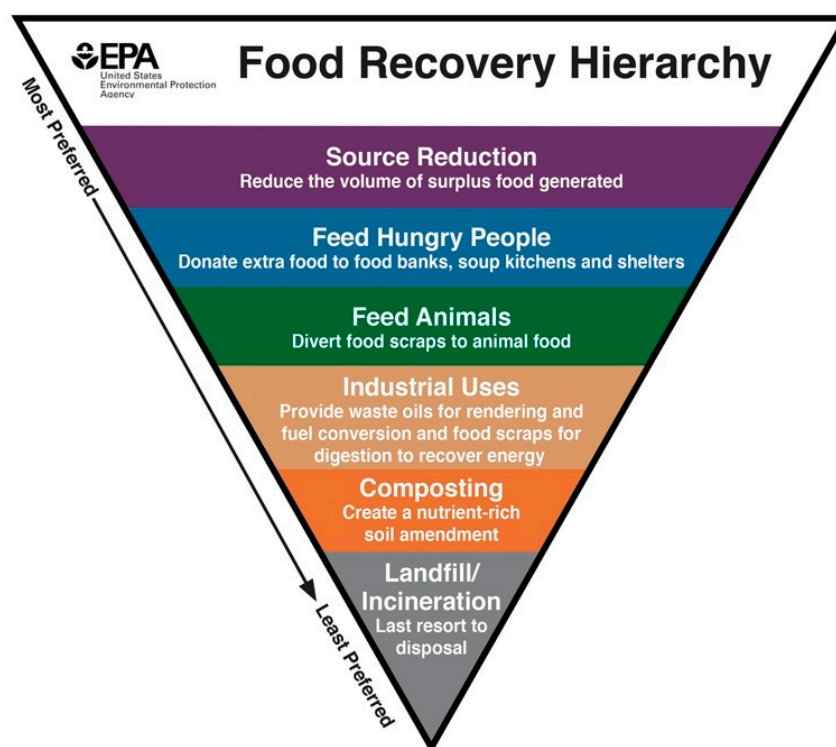 EPA
United States
Environmental Protection
Agency
Food Recovery Hierarchy
Most Preferred
Source Reduction
Reduce the volume of surplus food generated
Feed Hungry People
Donate extra food to food banks, soup kitchens and shelters
Feed Animals
Divert food scraps to animal food
Industrial Uses
Provide waste oils for rendering and
fuel conversion and food scraps for
digestion to recover energy
Composting
Create a nutrient-rich
soil amendment
Landfill/
Incineration
Last resort to
disposal
Least Preferred